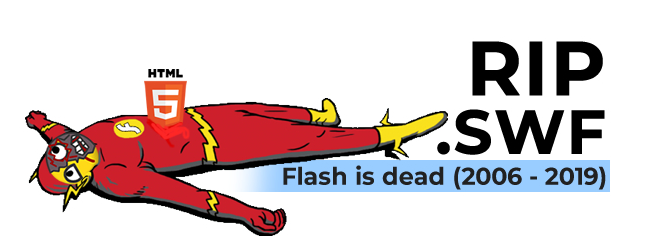 HTML
5
RIP
.SWF
Flash is dead (2006 - 2019)